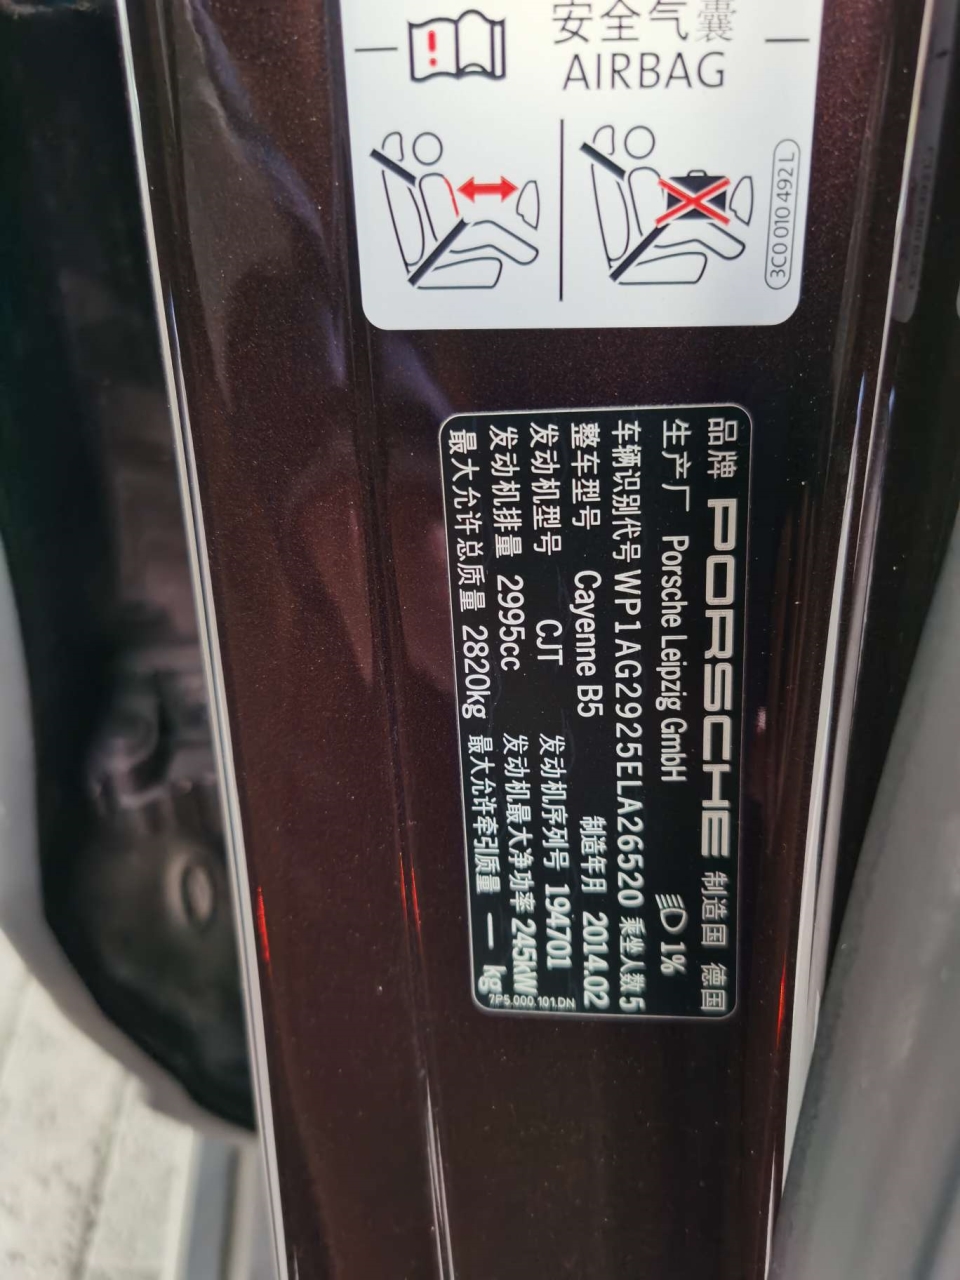 安全气囊
AIRBAG
3C0 010 492 L
品牌 PORSCHE 制造国 德国
生产厂 Porsche Leipzig GmbH 1%
车辆识别代号 WP1AG2925ELA26520 乘坐人数 5
整车型号 Cayenne B5 制造年月 2014.02
发动机型号 CJT 发动机序列号 194701
发动机排量 2995cc 发动机最大净功率 245kW
最大允许总质量 2820kg 最大允许牵引质量 — kg
7P5.000.101.DN